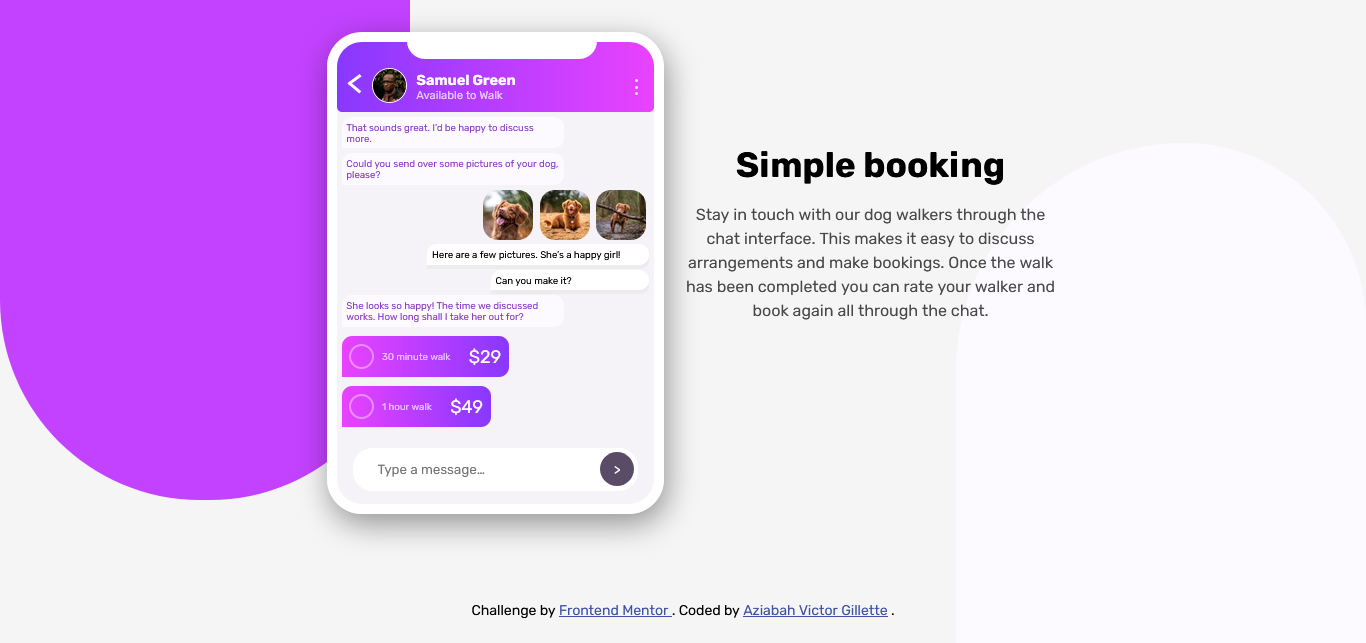 Samuel Green
Available to Walk
That sounds great. I'd be happy to discuss
more.
Could you send over some pictures of your dog,
please?
Here are a few pictures. She's a happy girl!
Can you make it?
She looks so happy! The time we discussed
works. How long shall I take her out for?
30 minute walk $29
1 hour walk $49
Type a message…
>
Simple booking
Stay in touch with our dog walkers through the
chat interface. This makes it easy to discuss
arrangements and make bookings. Once the walk
has been completed you can rate your walker and
book again all through the chat.
Challenge by Frontend Mentor . Coded by Aziabah Victor Gillette .